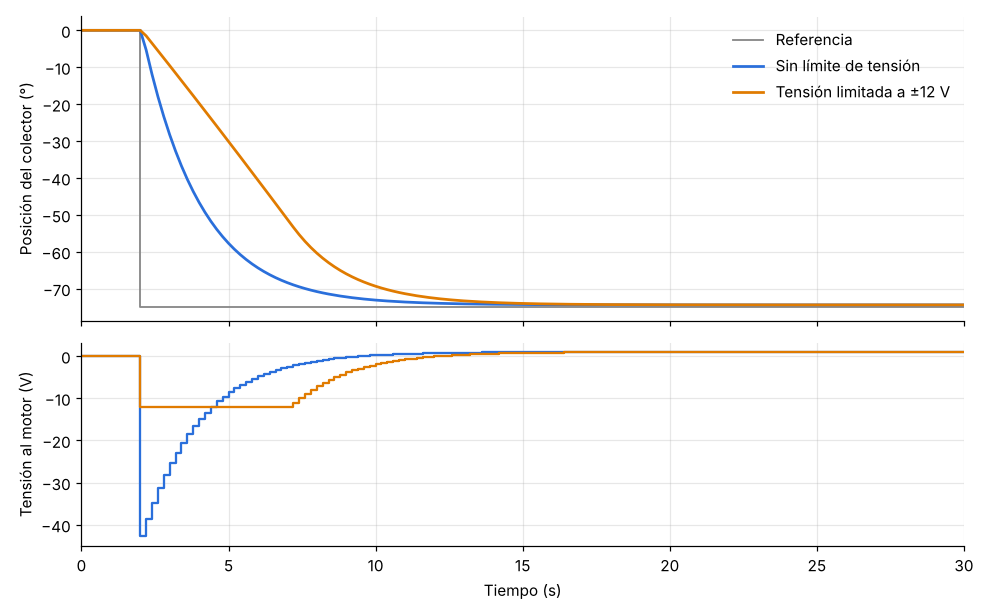 Posición del colector (°)
0
−10
−20
−30
−40
−50
−60
−70
Referencia
Sin límite de tensión
Tensión limitada a ±12 V
Tensión al motor (V)
0
−10
−20
−30
−40
0 5 10 15 20 25 30
Tiempo (s)